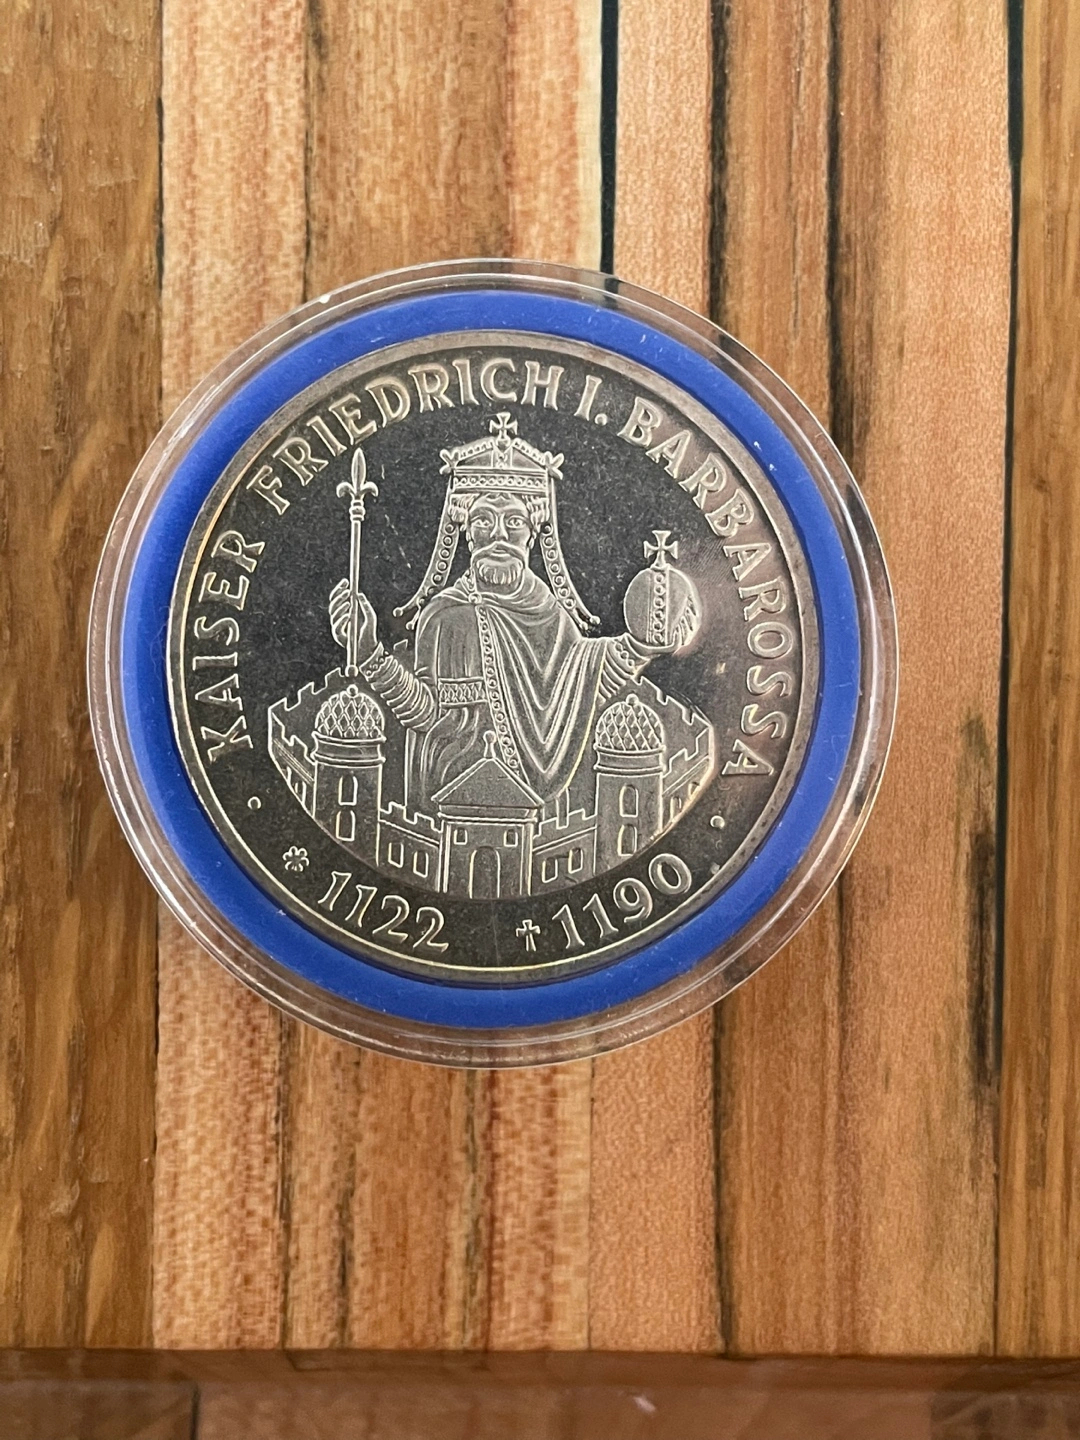 KAISER FRIEDRICH I. BARBAROSSA
* 1122 † 1190